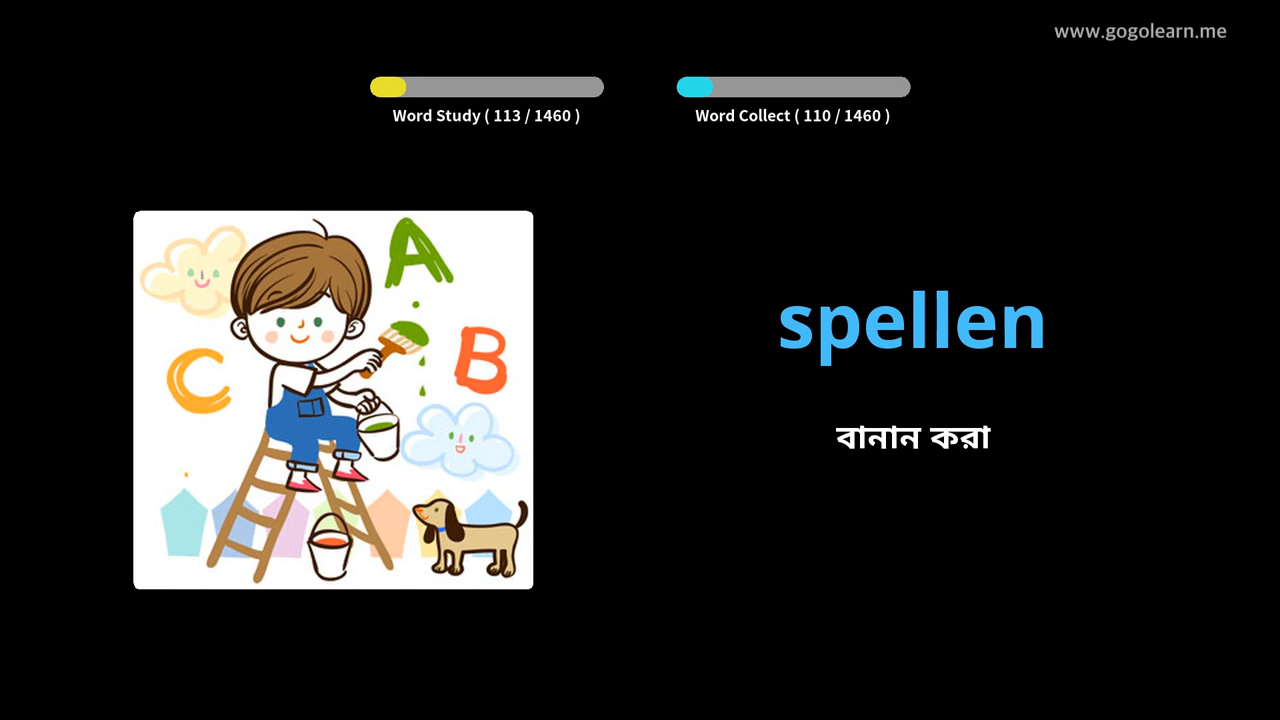 www.gogolearn.me
Word Study ( 113 / 1460 )
Word Collect ( 110 / 1460 )
A
B
C
spellen
বানান করা